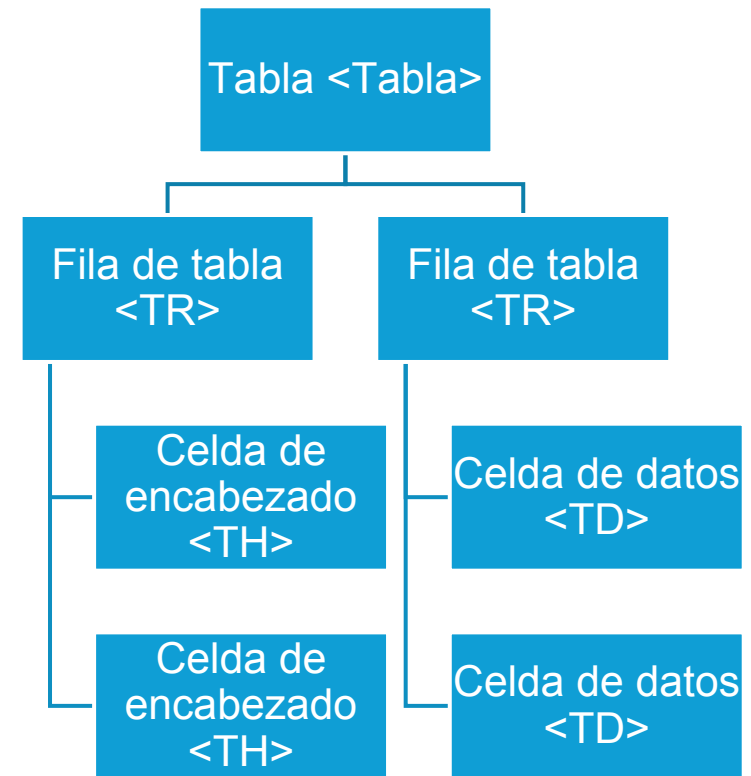 Tabla <Tabla>
Fila de tabla
<TR>
Fila de tabla
<TR>
Celda de
encabezado
<TH>
Celda de datos
<TD>
Celda de
encabezado
<TH>
Celda de datos
<TD>